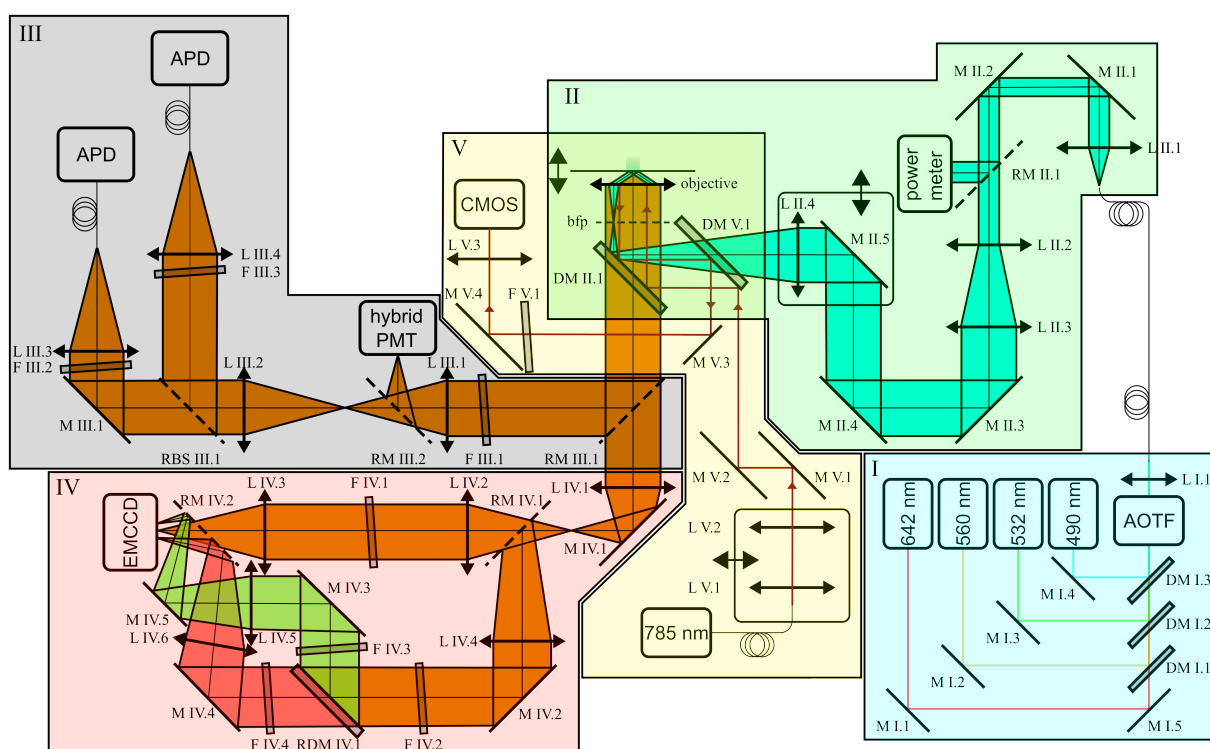 III
APD
APD
L III.4
F III.3
L III.3
F III.2
L III.2
hybrid
PMT
L III.1
M III.1
RBS III.1
RM III.2
F III.1
RM III.1
V
CMOS
L V.3
M V.4
F V.1
DM V.1
M V.3
M V.2
M V.1
L V.2
L V.1
785 nm
II
objective
bfp
DM II.1
L II.4
M II.5
M II.2
M II.1
L II.1
power
meter
RM II.1
L II.2
L II.3
M II.4
M II.3
IV
EMCCD
RM IV.2
L IV.3
F IV.1
L IV.2
RM IV.1
L IV.1
M IV.1
M IV.3
M IV.5
L IV.5
L IV.6
F IV.3
L IV.4
M IV.4
M IV.2
F IV.4
RDM IV.1
F IV.2
I
L I.1
642 nm
560 nm
532 nm
490 nm
AOTF
DM I.3
M I.4
DM I.2
M I.3
DM I.1
M I.2
M I.1
M I.5